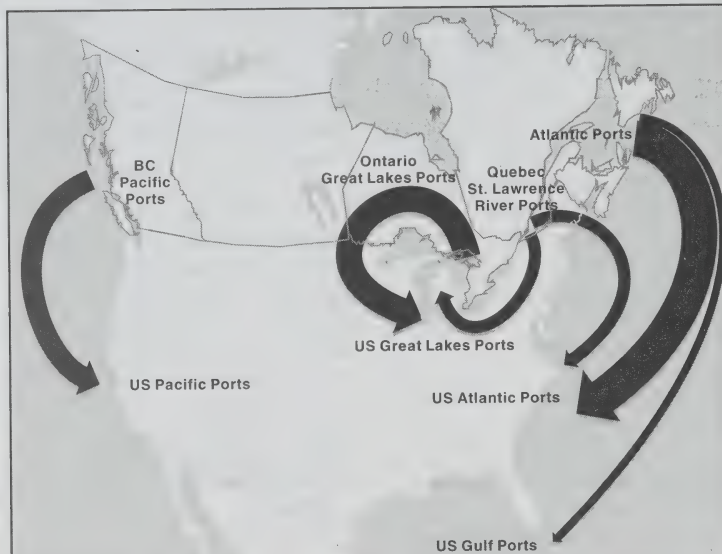 BC
Pacific
Ports
Ontario
Great Lakes Ports
Quebec
St. Lawrence
River Ports
Atlantic Ports
US Great Lakes Ports
US Pacific Ports
US Atlantic Ports
US Gulf Ports